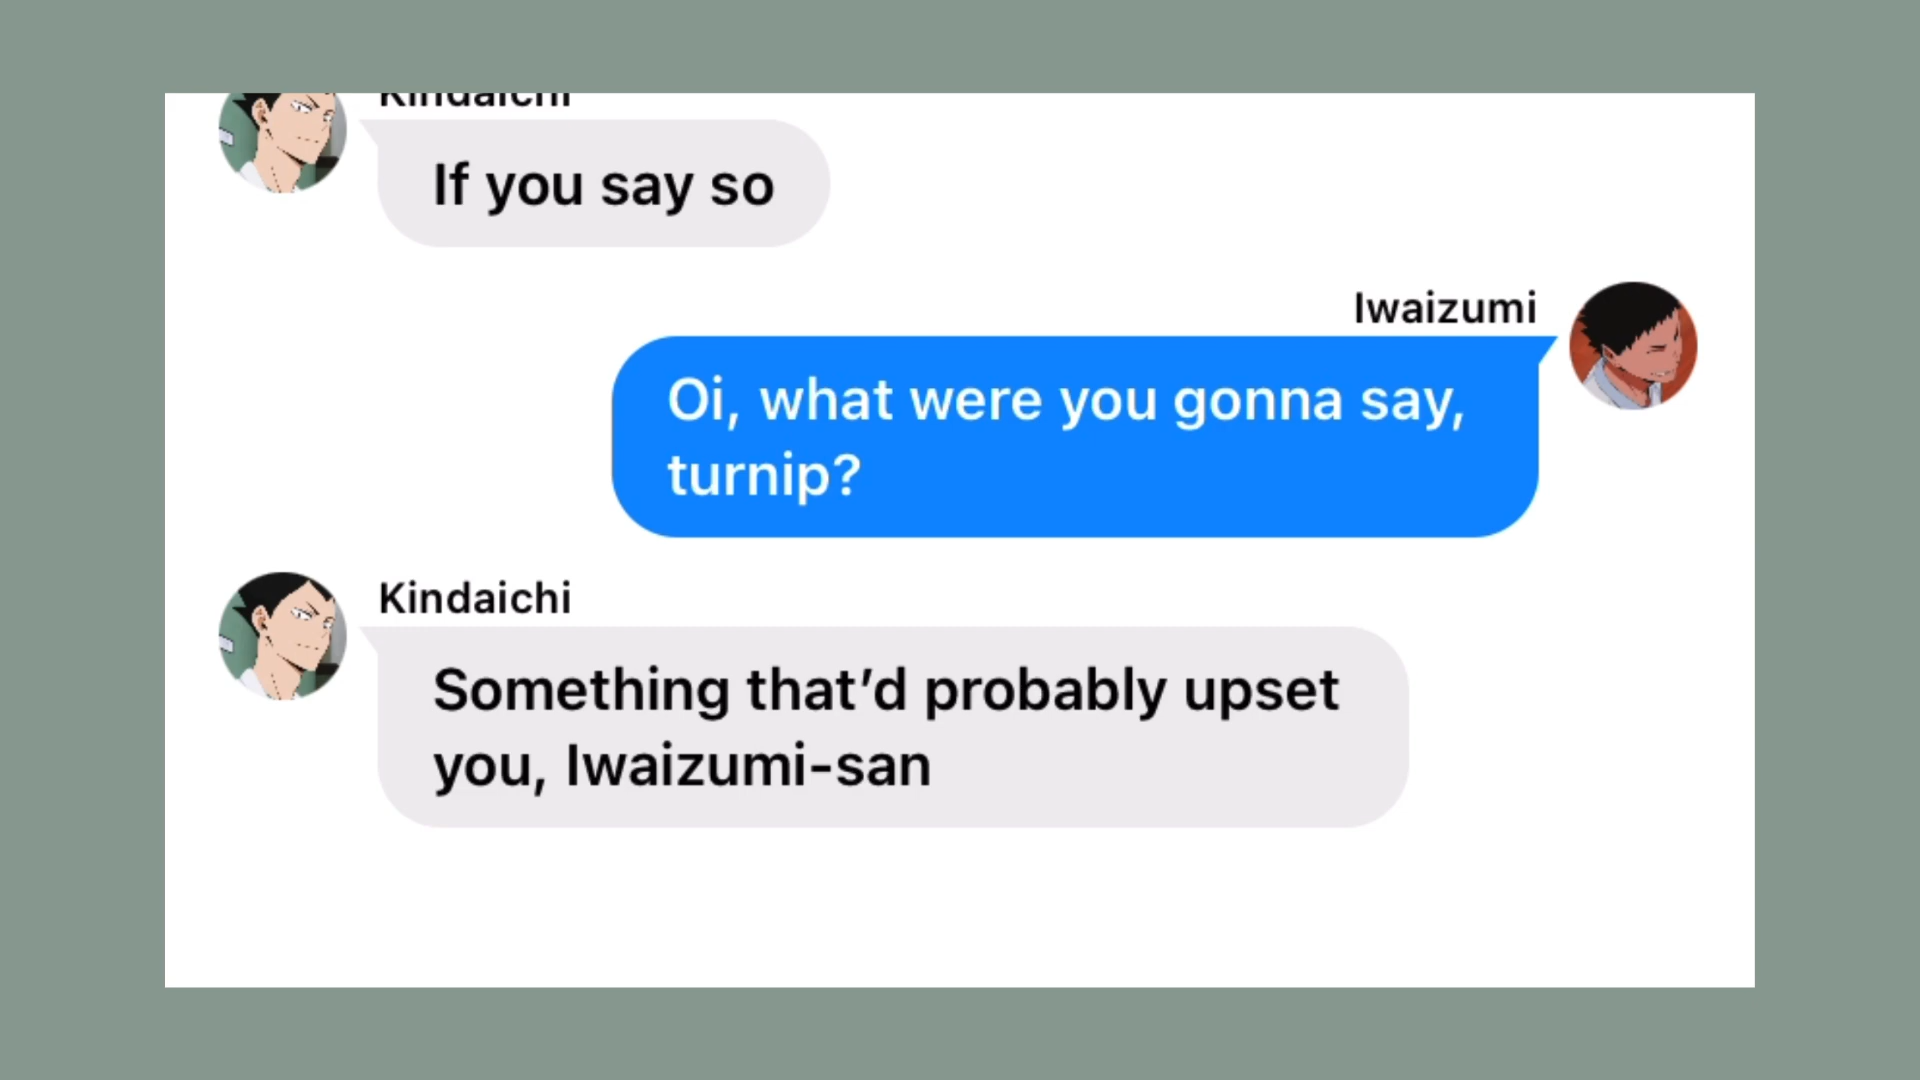 Kindaichi
If you say so
Iwaizumi
Oi, what were you gonna say,
turnip?
Kindaichi
Something that’d probably upset
you, Iwaizumi-san